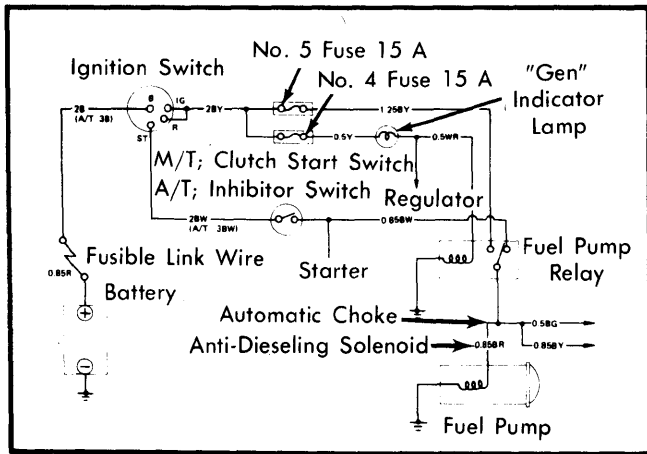 No. 5 Fuse 15 A
Ignition Switch
No. 4 Fuse 15 A
"Gen"
Indicator
Lamp
B
IG
R
ST
2B
(A/T 3B)
2BY
1.25BY
0.5Y
0.5WR
M/T; Clutch Start Switch
A/T; Inhibitor Switch
Regulator
2BW
(A/T 3BW)
0.85BW
Starter
Fusible Link Wire
0.85R
Battery
+
−
Fuel Pump
Relay
Automatic Choke
0.5BG
Anti-Dieseling Solenoid
0.85BR
0.85BY
Fuel Pump